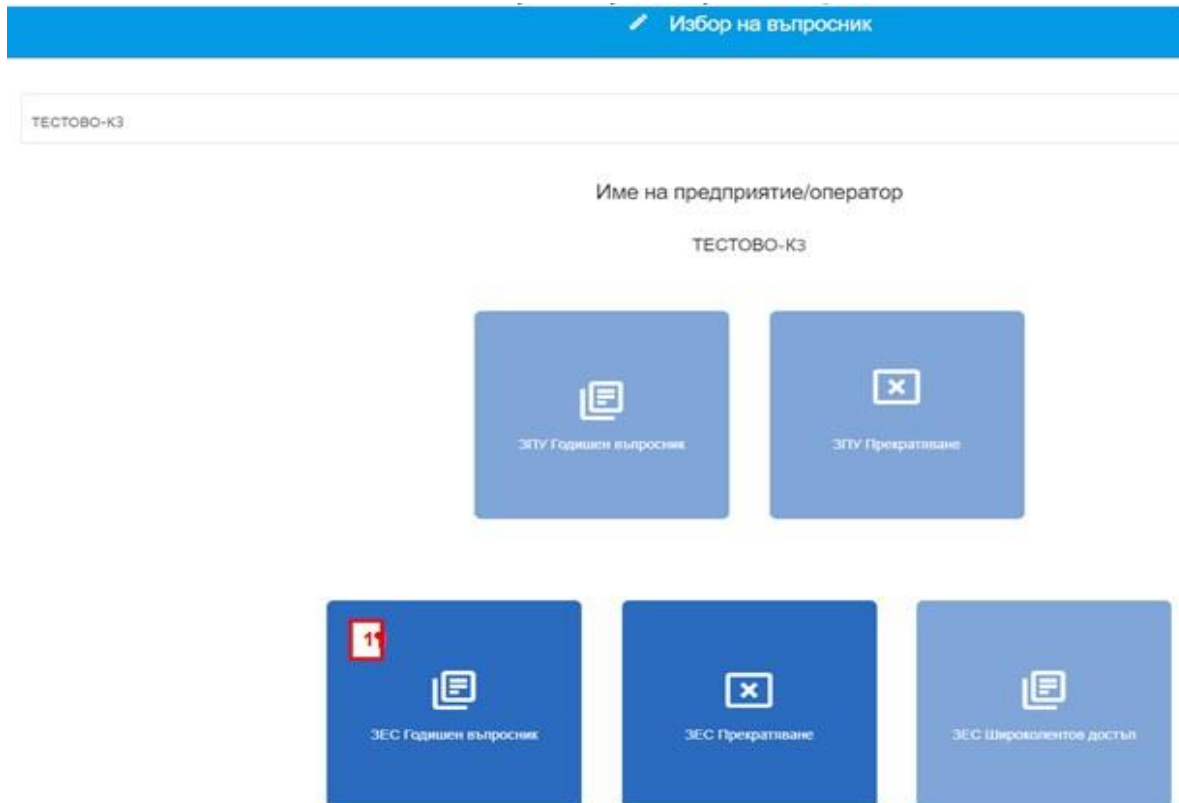 Избор на въпросник
ТЕСТОВО-КЗ
Име на предприятие/оператор
ТЕСТОВО-КЗ
ЗПУ Годишен въпросник
ЗПУ Прекратяване
1
ЗЕС Годишен въпросник
ЗЕС Прекратяване
ЗЕС Широколентов достъп